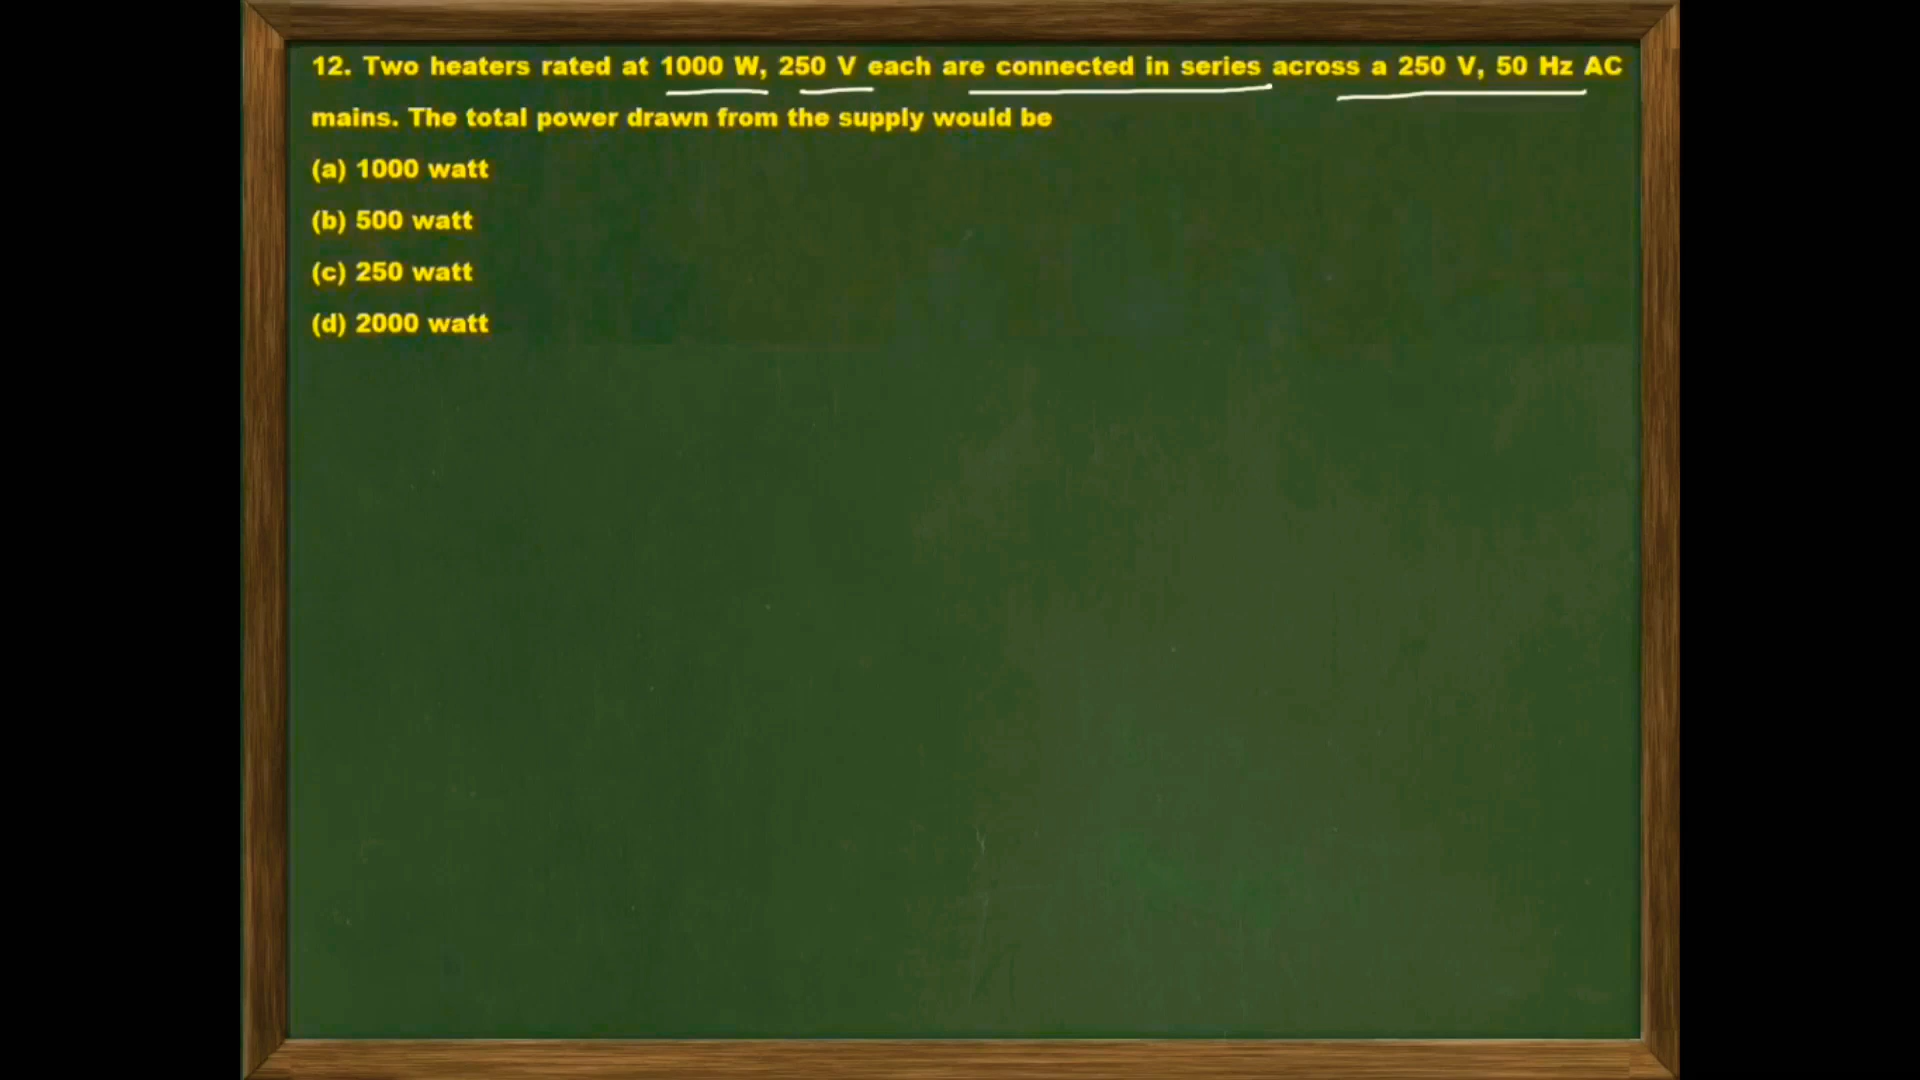 12. Two heaters rated at 1000 W, 250 V each are connected in series across a 250 V, 50 Hz AC
mains. The total power drawn from the supply would be
(a) 1000 watt
(b) 500 watt
(c) 250 watt
(d) 2000 watt